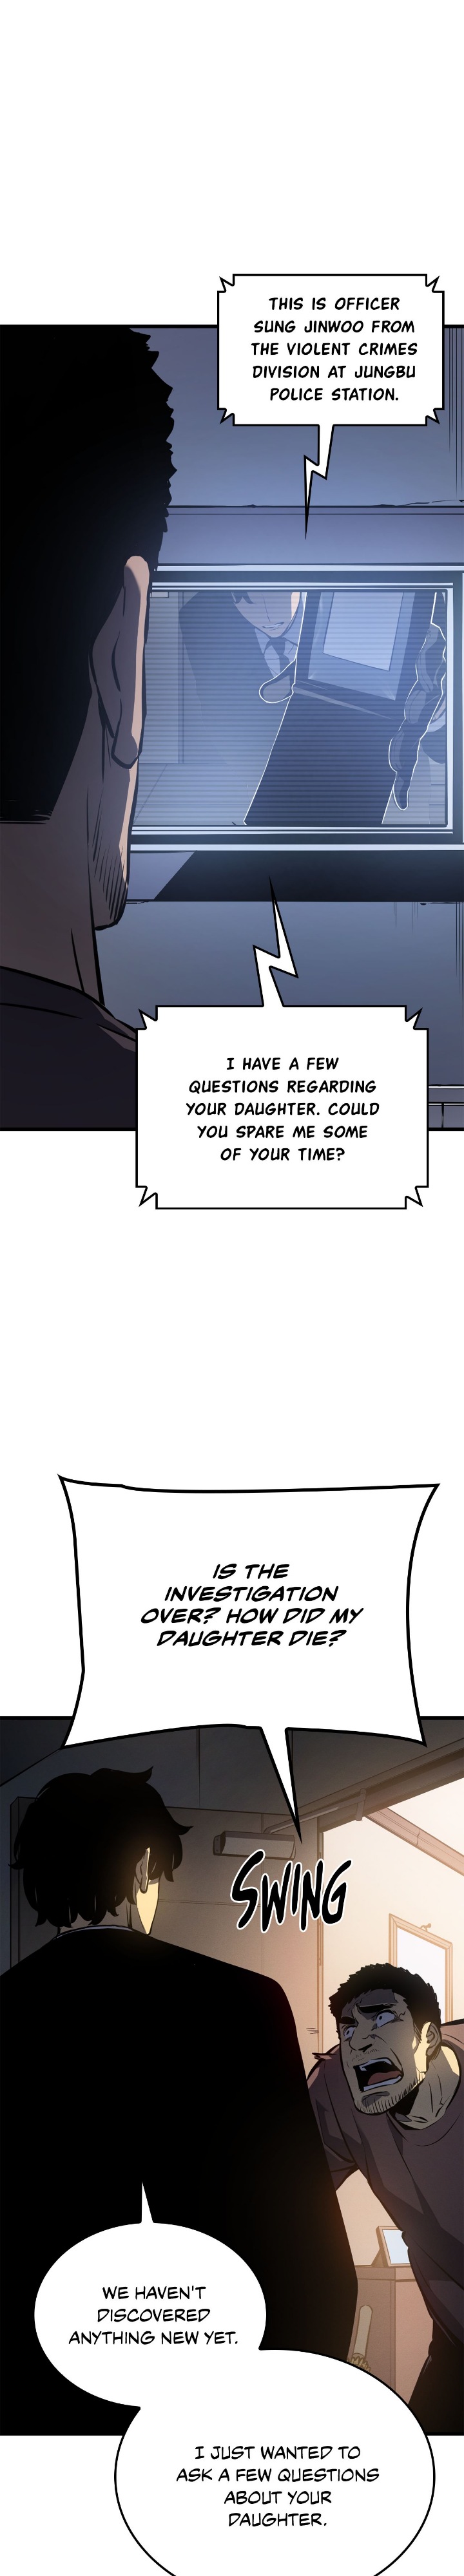 THIS IS OFFICER
SUNG JINWOO FROM
THE VIOLENT CRIMES
DIVISION AT JUNGBU
POLICE STATION.
I HAVE A FEW
QUESTIONS REGARDING
YOUR DAUGHTER. COULD
YOU SPARE ME SOME
OF YOUR TIME?
IS THE
INVESTIGATION
OVER? HOW DID MY
DAUGHTER DIE?
SWING
WE HAVEN'T
DISCOVERED
ANYTHING NEW YET.
I JUST WANTED TO
ASK A FEW QUESTIONS
ABOUT YOUR
DAUGHTER.